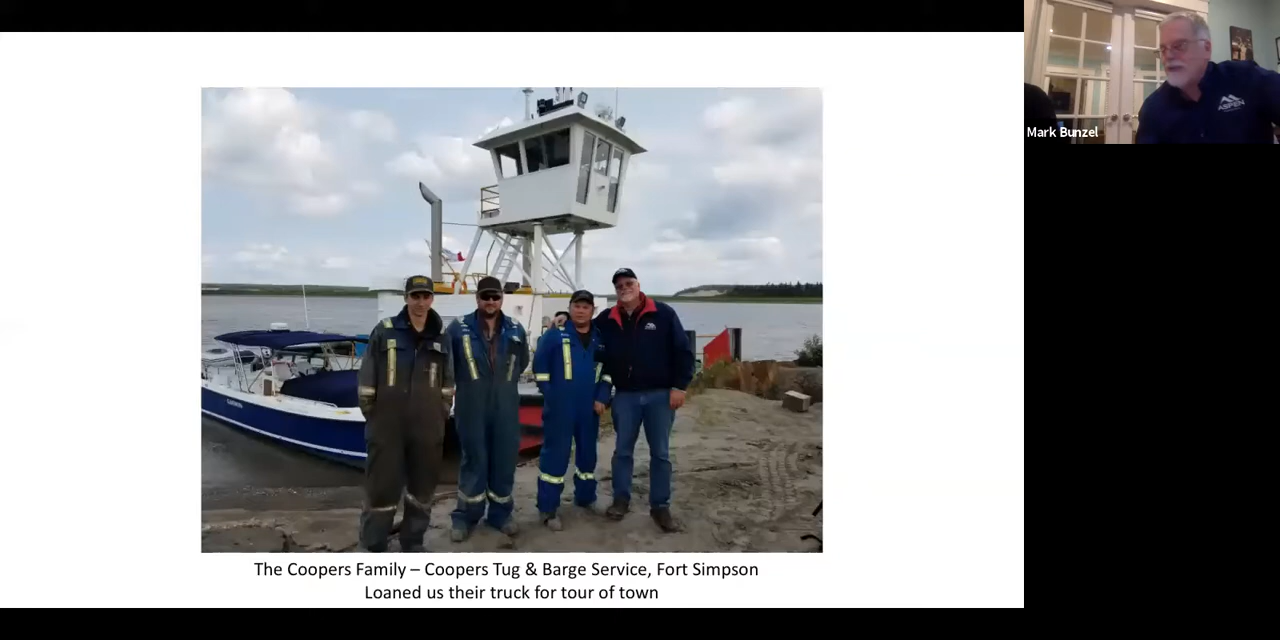 The Coopers Family – Coopers Tug & Barge Service, Fort Simpson
Loaned us their truck for tour of town
Mark Bunzel
ASPEN